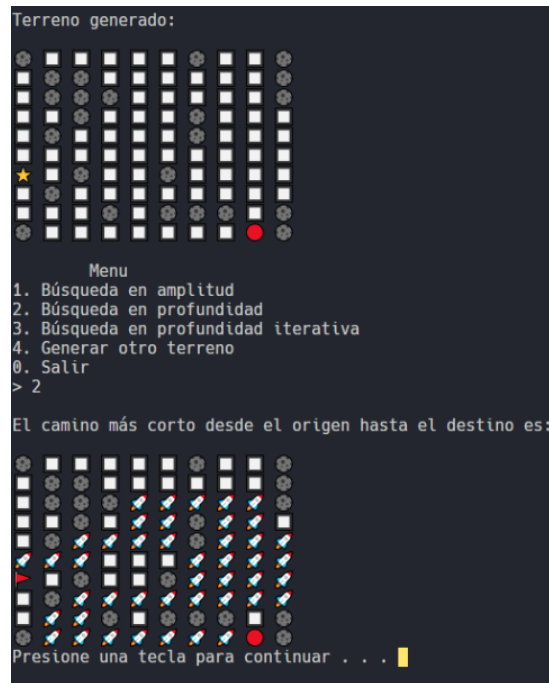 Terreno generado:
Menu
1. Búsqueda en amplitud
2. Búsqueda en profundidad
3. Búsqueda en profundidad iterativa
4. Generar otro terreno
0. Salir
> 2
El camino más corto desde el origen hasta el destino es:
Presione una tecla para continuar . . .